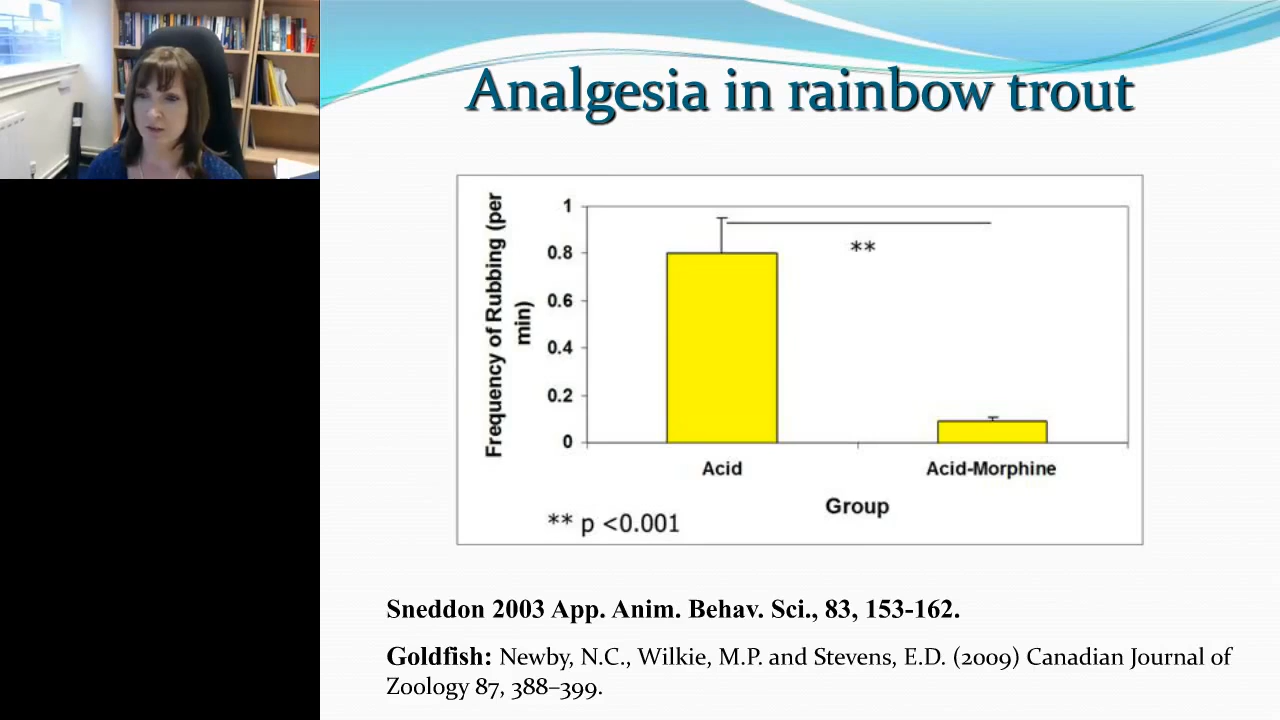 Analgesia in rainbow trout
Frequency of Rubbing (per
min)
1
0.8
0.6
0.4
0.2
0
**
Acid
Acid-Morphine
Group
** p <0.001
Sneddon 2003 App. Anim. Behav. Sci., 83, 153-162.
Goldfish: Newby, N.C., Wilkie, M.P. and Stevens, E.D. (2009) Canadian Journal of
Zoology 87, 388–399.